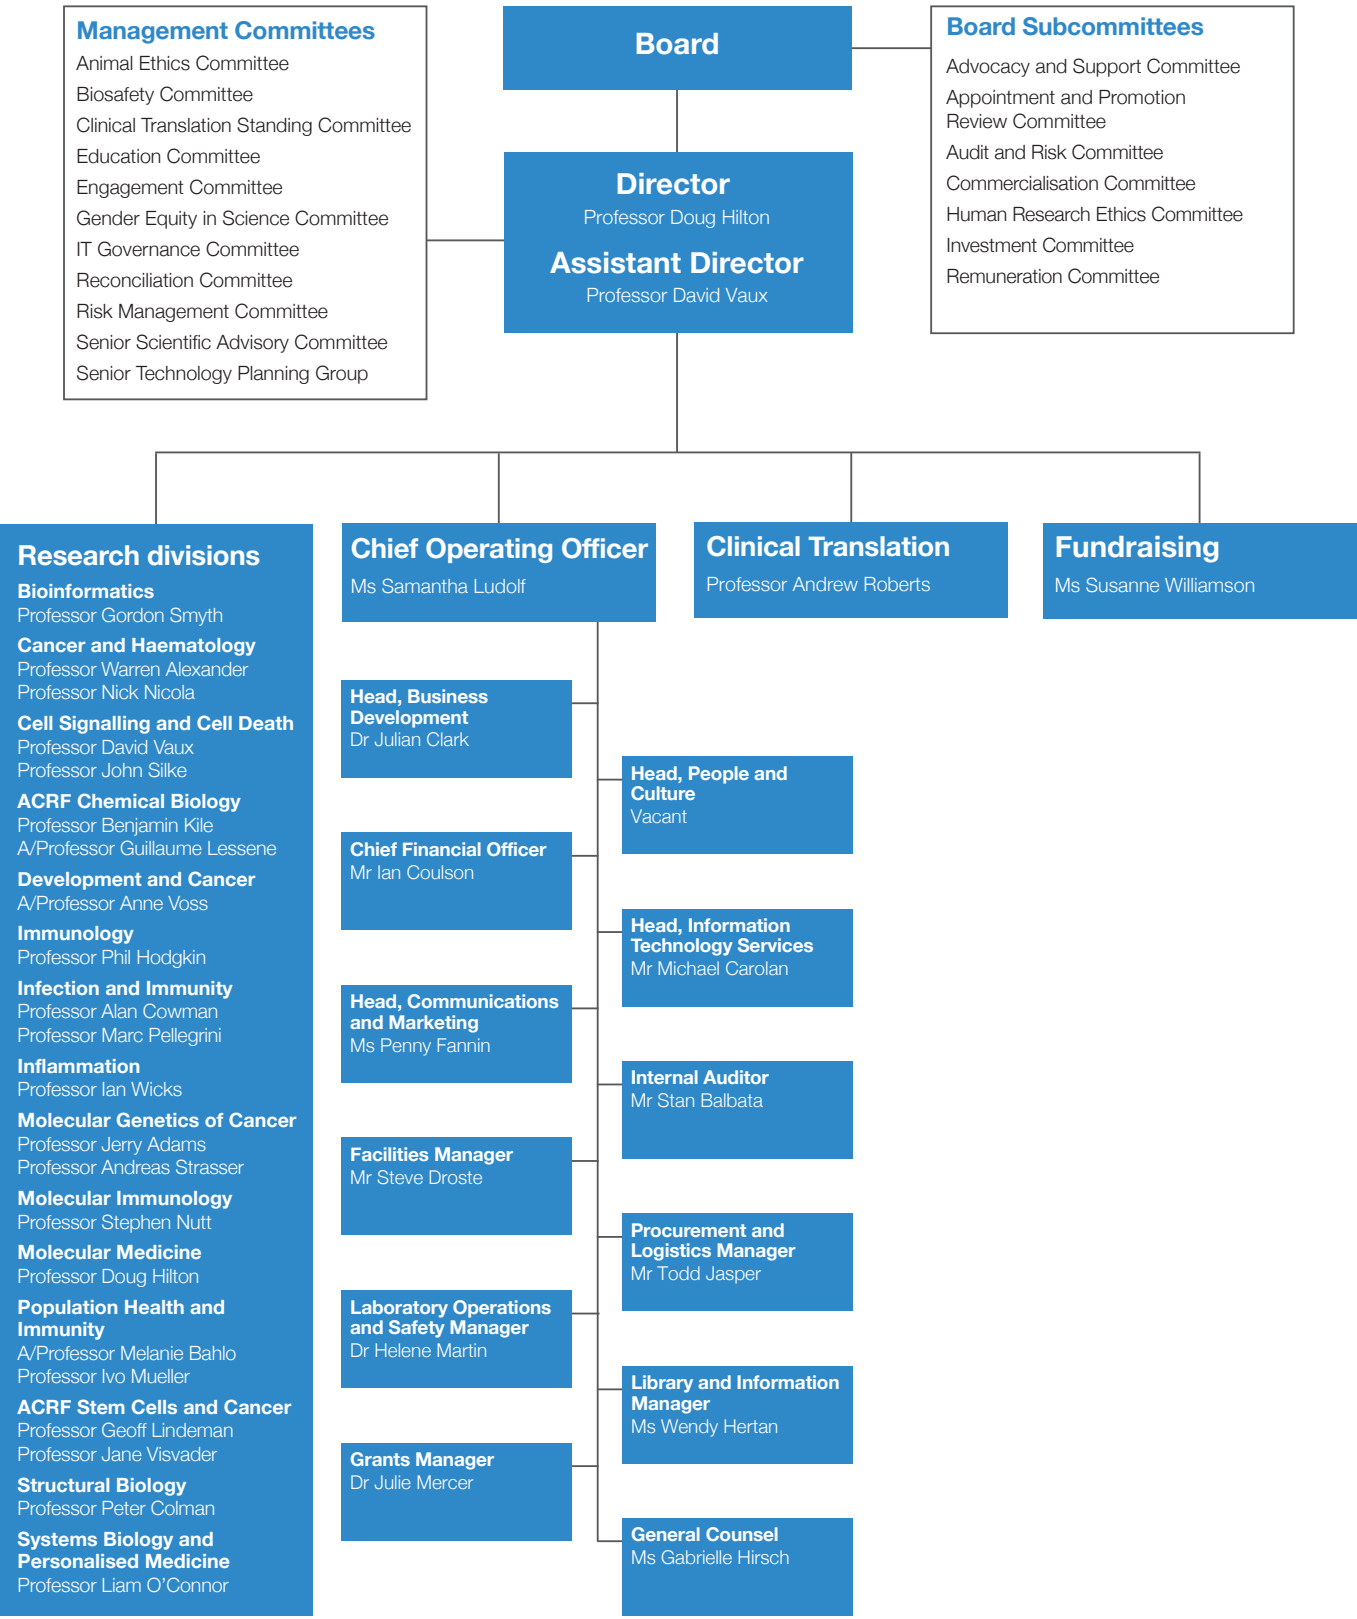 Management Committees
Animal Ethics Committee
Biosafety Committee
Clinical Translation Standing Committee
Education Committee
Engagement Committee
Gender Equity in Science Committee
IT Governance Committee
Reconciliation Committee
Risk Management Committee
Senior Scientific Advisory Committee
Senior Technology Planning Group
Board
Director
Professor Doug Hilton
Assistant Director
Professor David Vaux
Board Subcommittees
Advocacy and Support Committee
Appointment and Promotion
Review Committee
Audit and Risk Committee
Commercialisation Committee
Human Research Ethics Committee
Investment Committee
Remuneration Committee
Research divisions
Bioinformatics
Professor Gordon Smyth
Cancer and Haematology
Professor Warren Alexander
Professor Nick Nicola
Cell Signalling and Cell Death
Professor David Vaux
Professor John Silke
ACRF Chemical Biology
Professor Benjamin Kile
A/Professor Guillaume Lessene
Development and Cancer
A/Professor Anne Voss
Immunology
Professor Phil Hodgkin
Infection and Immunity
Professor Alan Cowman
Professor Marc Pellegrini
Inflammation
Professor Ian Wicks
Molecular Genetics of Cancer
Professor Jerry Adams
Professor Andreas Strasser
Molecular Immunology
Professor Stephen Nutt
Molecular Medicine
Professor Doug Hilton
Population Health and
Immunity
A/Professor Melanie Bahlo
Professor Ivo Mueller
ACRF Stem Cells and Cancer
Professor Geoff Lindeman
Professor Jane Visvader
Structural Biology
Professor Peter Colman
Systems Biology and
Personalised Medicine
Professor Liam O’Connor
Chief Operating Officer
Ms Samantha Ludolf
Head, Business
Development
Dr Julian Clark
Head, People and
Culture
Vacant
Chief Financial Officer
Mr Ian Coulson
Head, Information
Technology Services
Mr Michael Carolan
Head, Communications
and Marketing
Ms Penny Fannin
Internal Auditor
Mr Stan Balbata
Facilities Manager
Mr Steve Droste
Procurement and
Logistics Manager
Mr Todd Jasper
Laboratory Operations
and Safety Manager
Dr Helene Martin
Library and Information
Manager
Ms Wendy Hertan
Grants Manager
Dr Julie Mercer
General Counsel
Ms Gabrielle Hirsch
Clinical Translation
Professor Andrew Roberts
Fundraising
Ms Susanne Williamson